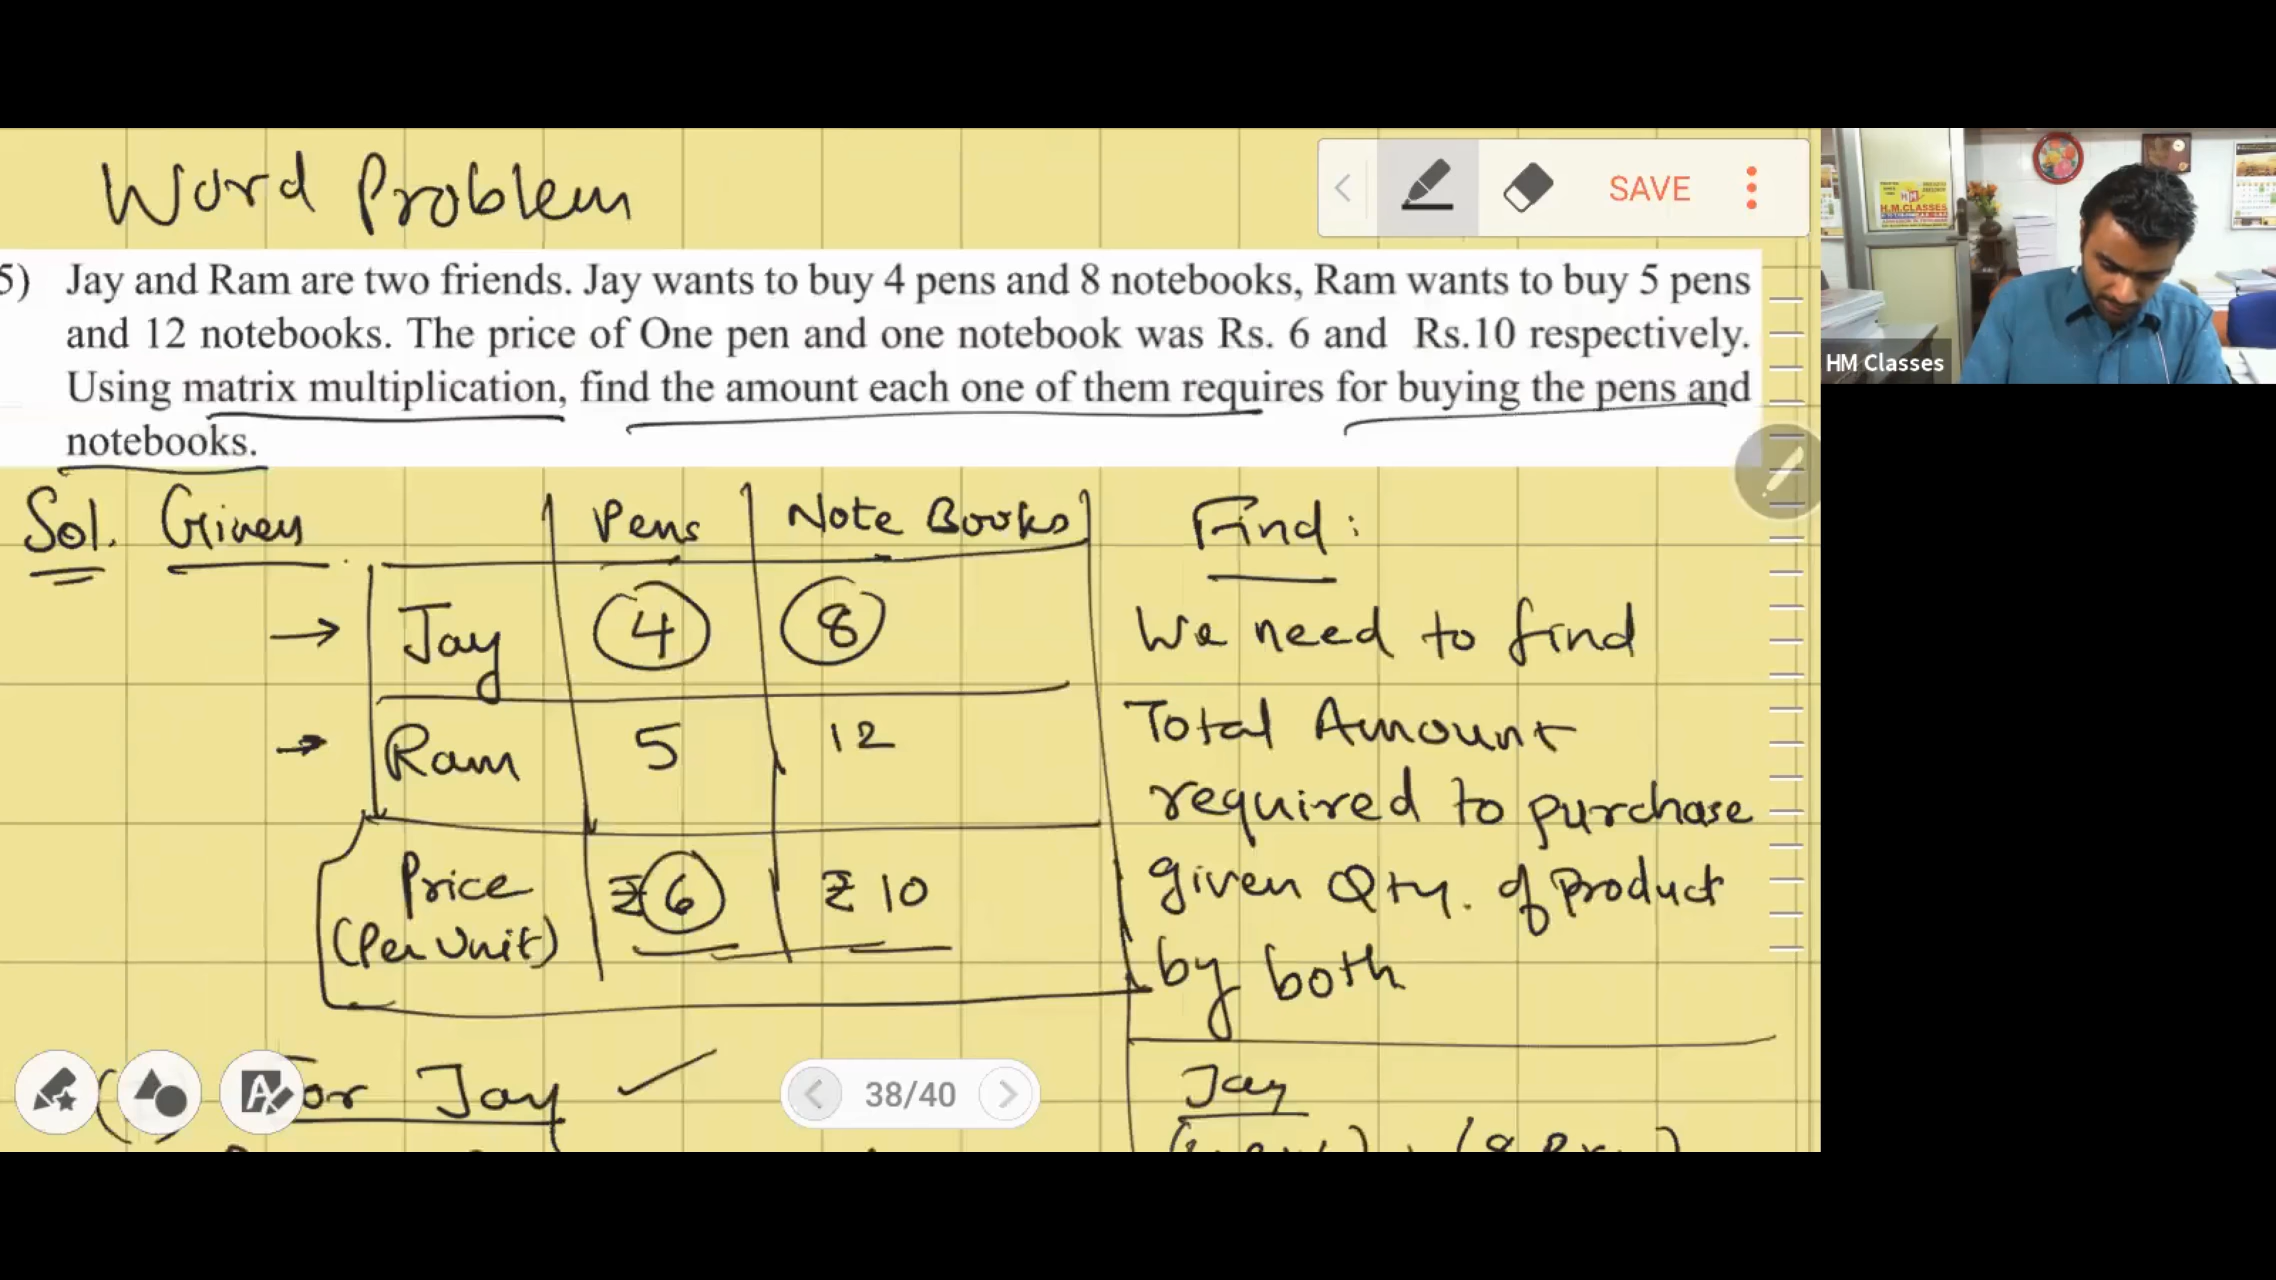 Word Problem
SAVE
5) Jay and Ram are two friends. Jay wants to buy 4 pens and 8 notebooks, Ram wants to buy 5 pens
and 12 notebooks. The price of One pen and one notebook was Rs. 6 and Rs.10 respectively.
Using matrix multiplication, find the amount each one of them requires for buying the pens and
notebooks.
HM Classes
H.M.CLASSES
Sol. Given
Pens Note Books
Jay 4 8
Ram 5 12
Price ₹ 6 ₹ 10
(Per Unit)
Find:
We need to find
Total Amount
required to purchase
given Qty. of Product
by both
For Jay
38/40
Jay